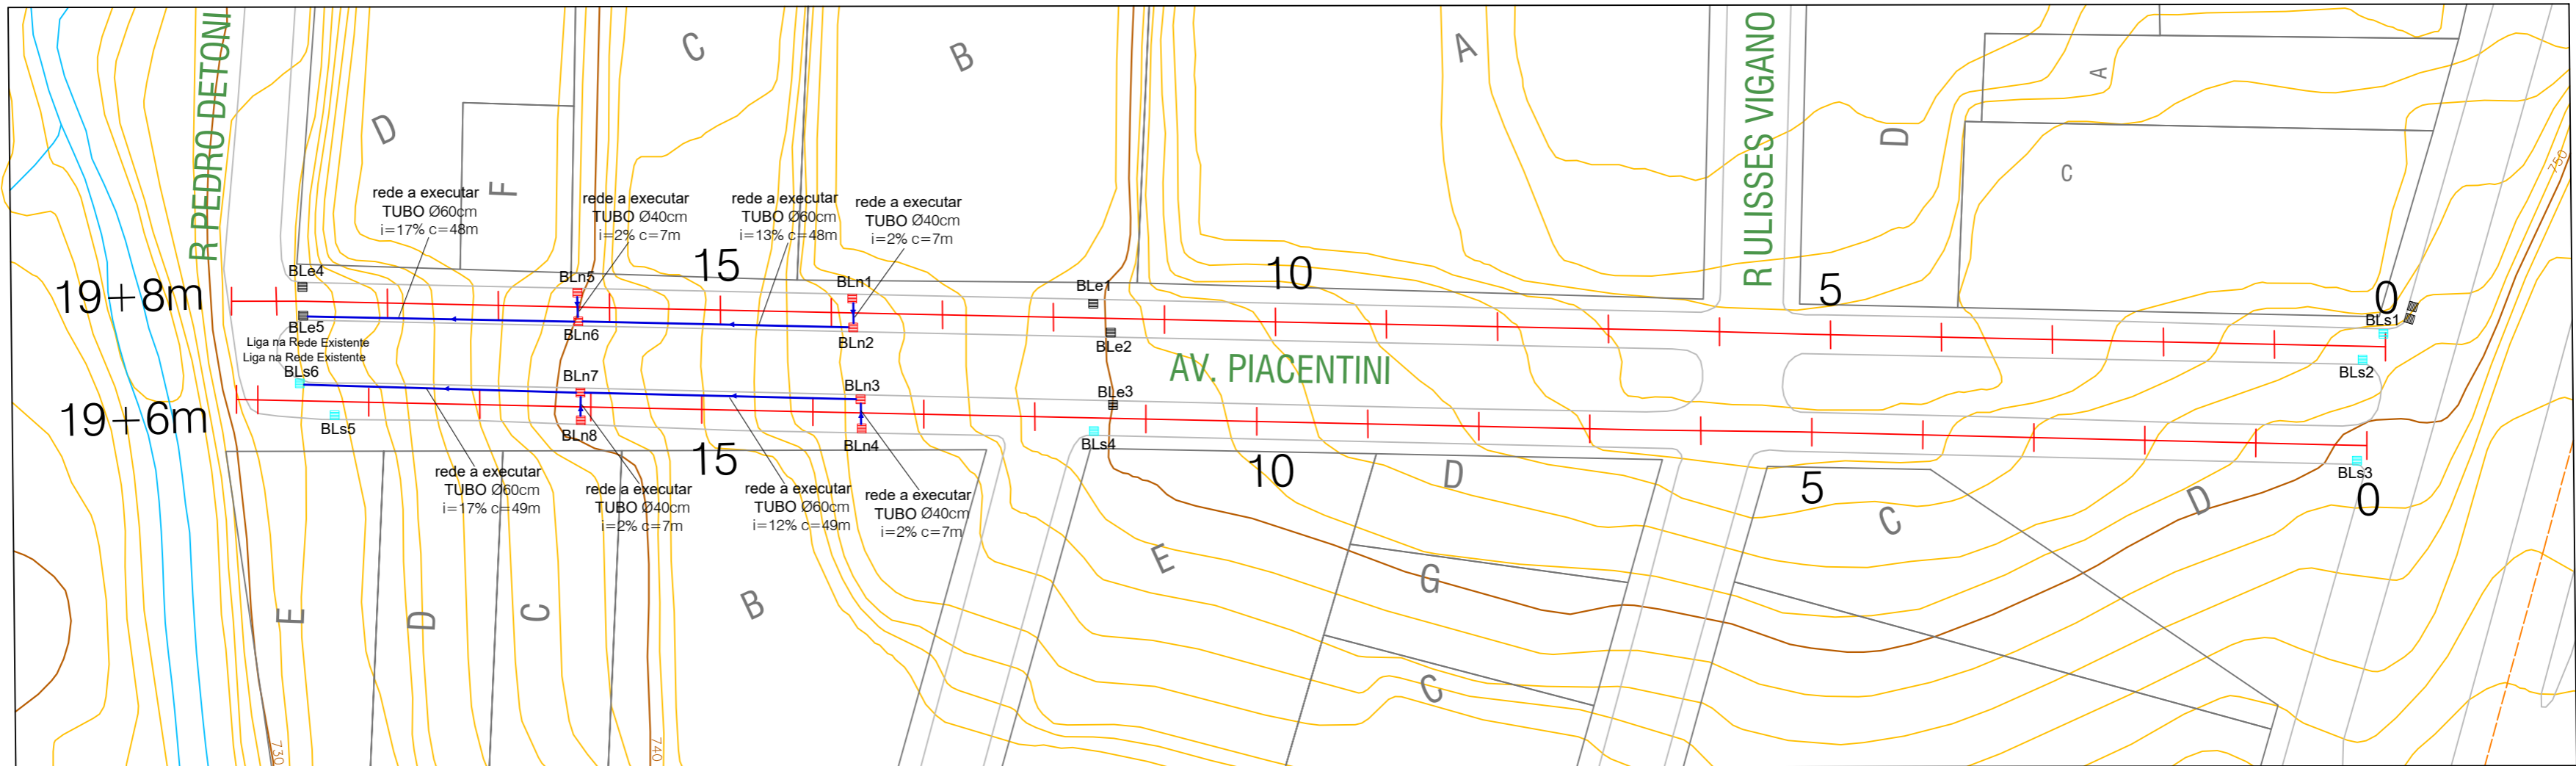 R PEDRO DETONI
C
B
A
R ULISSES VIGANO
A
D
F
D
C
750
rede a executar
TUBO Ø60cm
i=17% c=48m
rede a executar
TUBO Ø40cm
i=2% c=7m
rede a executar
TUBO Ø60cm
i=13% c=48m
rede a executar
TUBO Ø40cm
i=2% c=7m
19+8m
BLe4
BLn5
15
BLn1
BLe1
10
5
0
BLs1
BLe5
Liga na Rede Existente
Liga na Rede Existente
BLs6
BLn6
BLn2
BLe2
AV. PIACENTINI
BLs2
BLn7
BLn3
BLe3
19+6m
BLs5
BLn8
BLn4
BLs4
15
10
D
5
BLs3
0
rede a executar
TUBO Ø60cm
i=17% c=49m
rede a executar
TUBO Ø40cm
i=2% c=7m
rede a executar
TUBO Ø60cm
i=12% c=49m
rede a executar
TUBO Ø40cm
i=2% c=7m
C
D
E
G
E
D
C
B
C
730
740